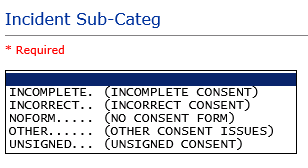 Incident Sub-Categ
* Required
INCOMPLETE. (INCOMPLETE CONSENT)
INCORRECT.. (INCORRECT CONSENT)
NOFORM..... (NO CONSENT FORM)
OTHER...... (OTHER CONSENT ISSUES)
UNSIGNED... (UNSIGNED CONSENT)